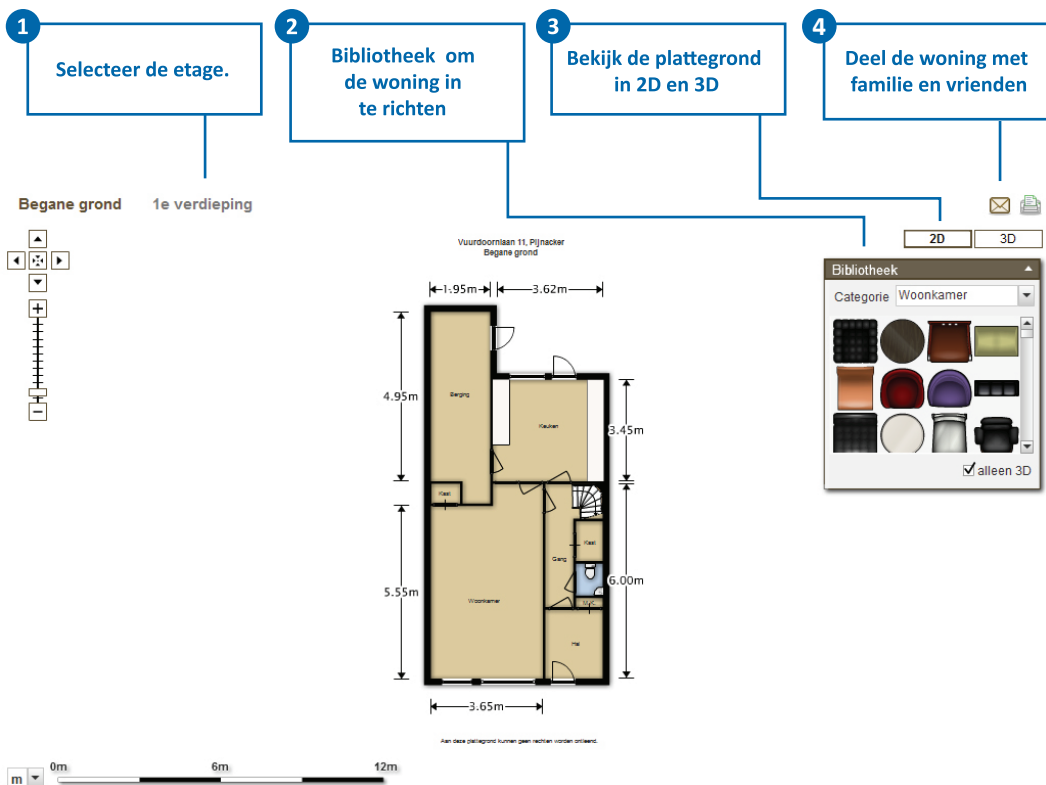 1
Selecteer de etage.
2
Bibliotheek om
de woning in
te richten
3
Bekijk de plattegrond
in 2D en 3D
4
Deel de woning met
familie en vrienden
Begane grond
1e verdieping
2D
3D
Vuurdoornlaan 11, Pijnacker
Begane grond
Bibliotheek
Categorie
Woonkamer
alleen 3D
1.95m
3.62m
4.95m
Berging
Keuken
3.45m
Kast
Kast
Gang
5.55m
6.00m
Woonkamer
M.K.
Hal
3.65m
Aan deze plattegrond kunnen geen rechten worden ontleend.
m
0m
6m
12m